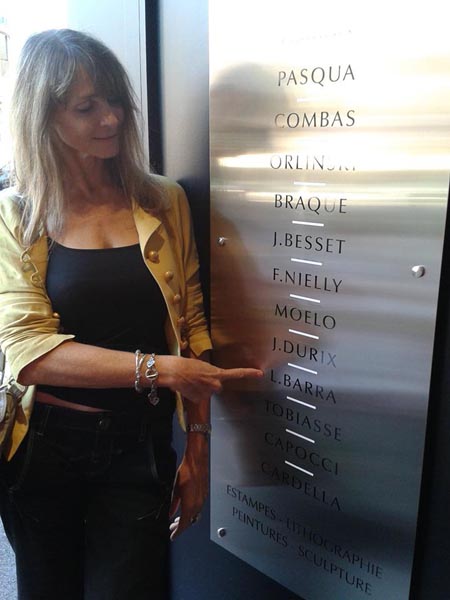 PASQUA
COMBAS
ORLINSKI
BRAQUE
J.BESSET
F.NIELLY
MOELO
J.DURIX
L.BARRA
TOBIASSE
CAPOCCI
CARDELLA
ESTAMPES - LITHOGRAPHIE
PEINTURES - SCULPTURE